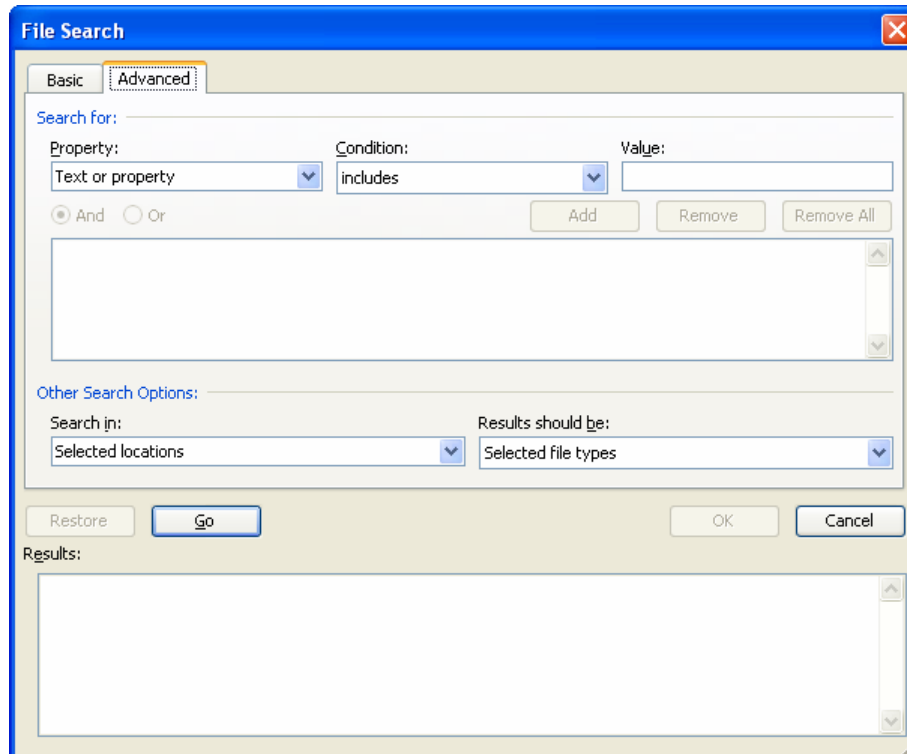 File Search
Basic Advanced
Search for:
Property: Condition: Value:
Text or property includes
And Or Add Remove Remove All
Other Search Options:
Search in: Results should be:
Selected locations Selected file types
Restore Go OK Cancel
Results: